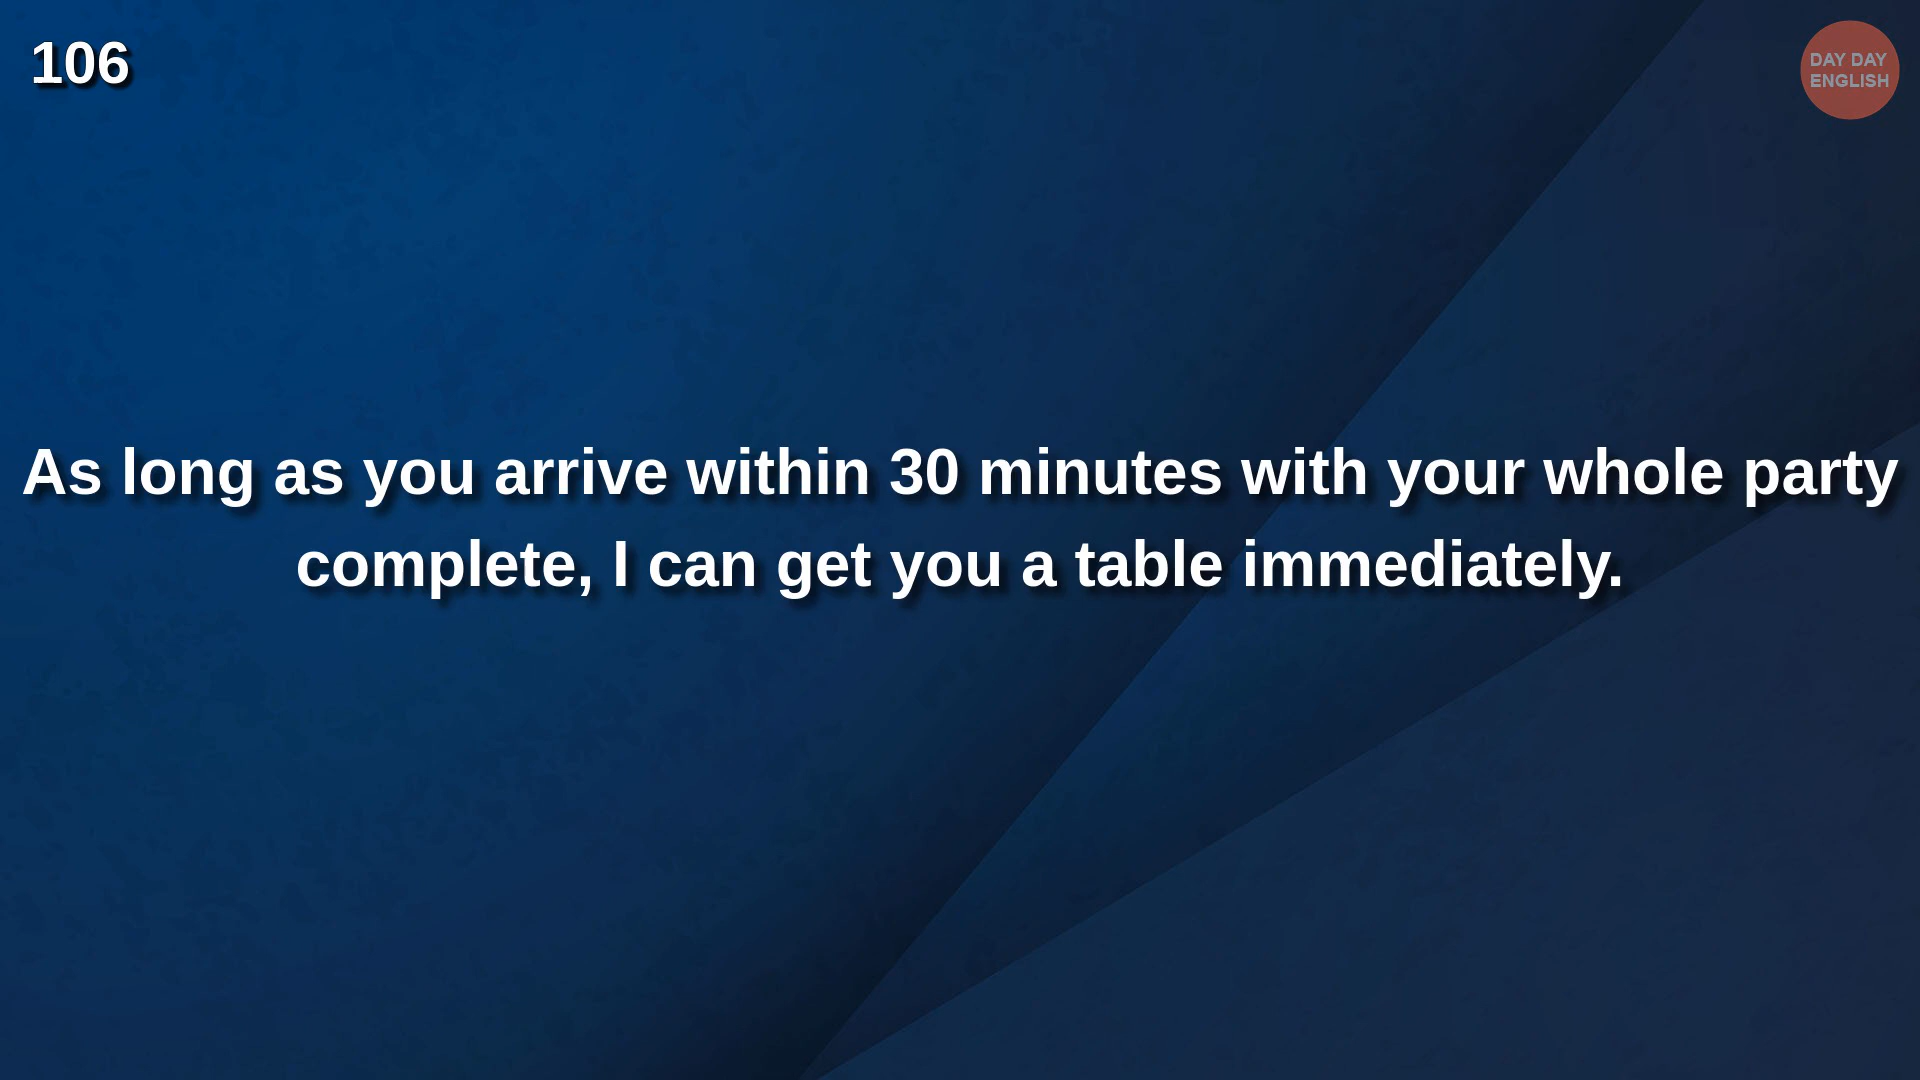 106
DAY DAY
ENGLISH
As long as you arrive within 30 minutes with your whole party
complete, I can get you a table immediately.